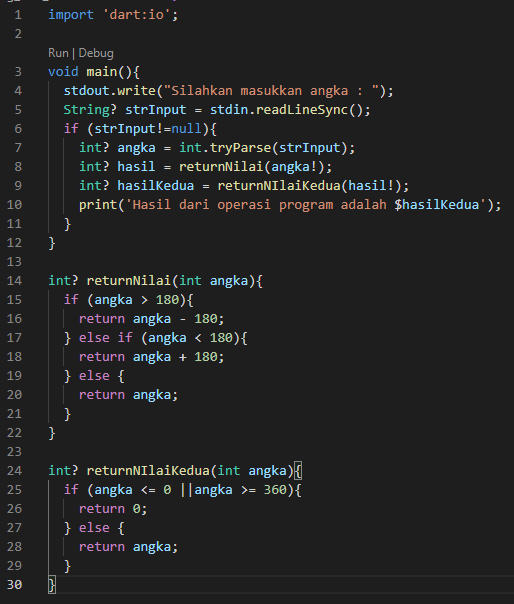 1 import 'dart:io';
2
Run | Debug
3 void main(){
4   stdout.write("Silahkan masukkan angka : ");
5   String? strInput = stdin.readLineSync();
6   if (strInput!=null){
7     int? angka = int.tryParse(strInput);
8     int? hasil = returnNilai(angka!);
9     int? hasilKedua = returnNIlaiKedua(hasil!);
10     print('Hasil dari operasi program adalah $hasilKedua');
11   }
12 }
13
14 int? returnNilai(int angka){
15   if (angka > 180){
16     return angka - 180;
17   } else if (angka < 180){
18     return angka + 180;
19   } else {
20     return angka;
21   }
22 }
23
24 int? returnNIlaiKedua(int angka){
25   if (angka <= 0 ||angka >= 360){
26     return 0;
27   } else {
28     return angka;
29   }
30 }